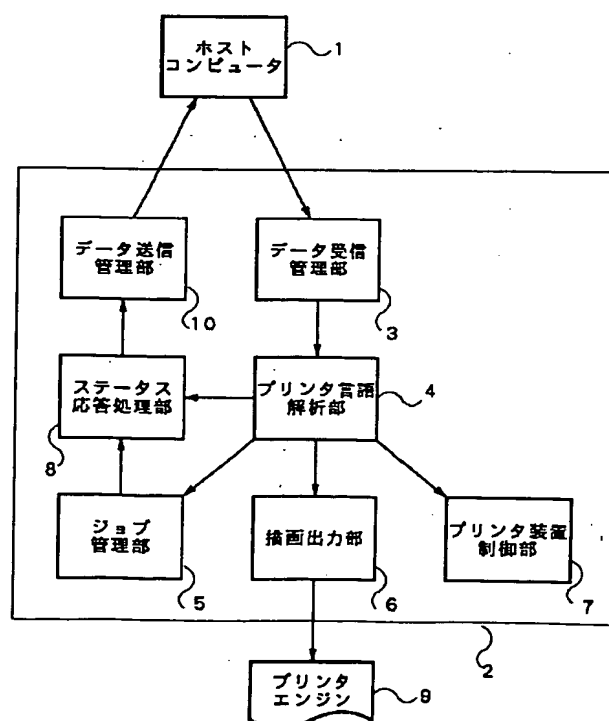 ホスト
コンピュータ
1
データ送信
管理部
10
データ受信
管理部
3
ステータス
応答処理部
8
プリンタ言語
解析部
4
ジョブ
管理部
5
描画出力部
6
プリンタ装置
制御部
7
2
プリンタ
エンジン
9